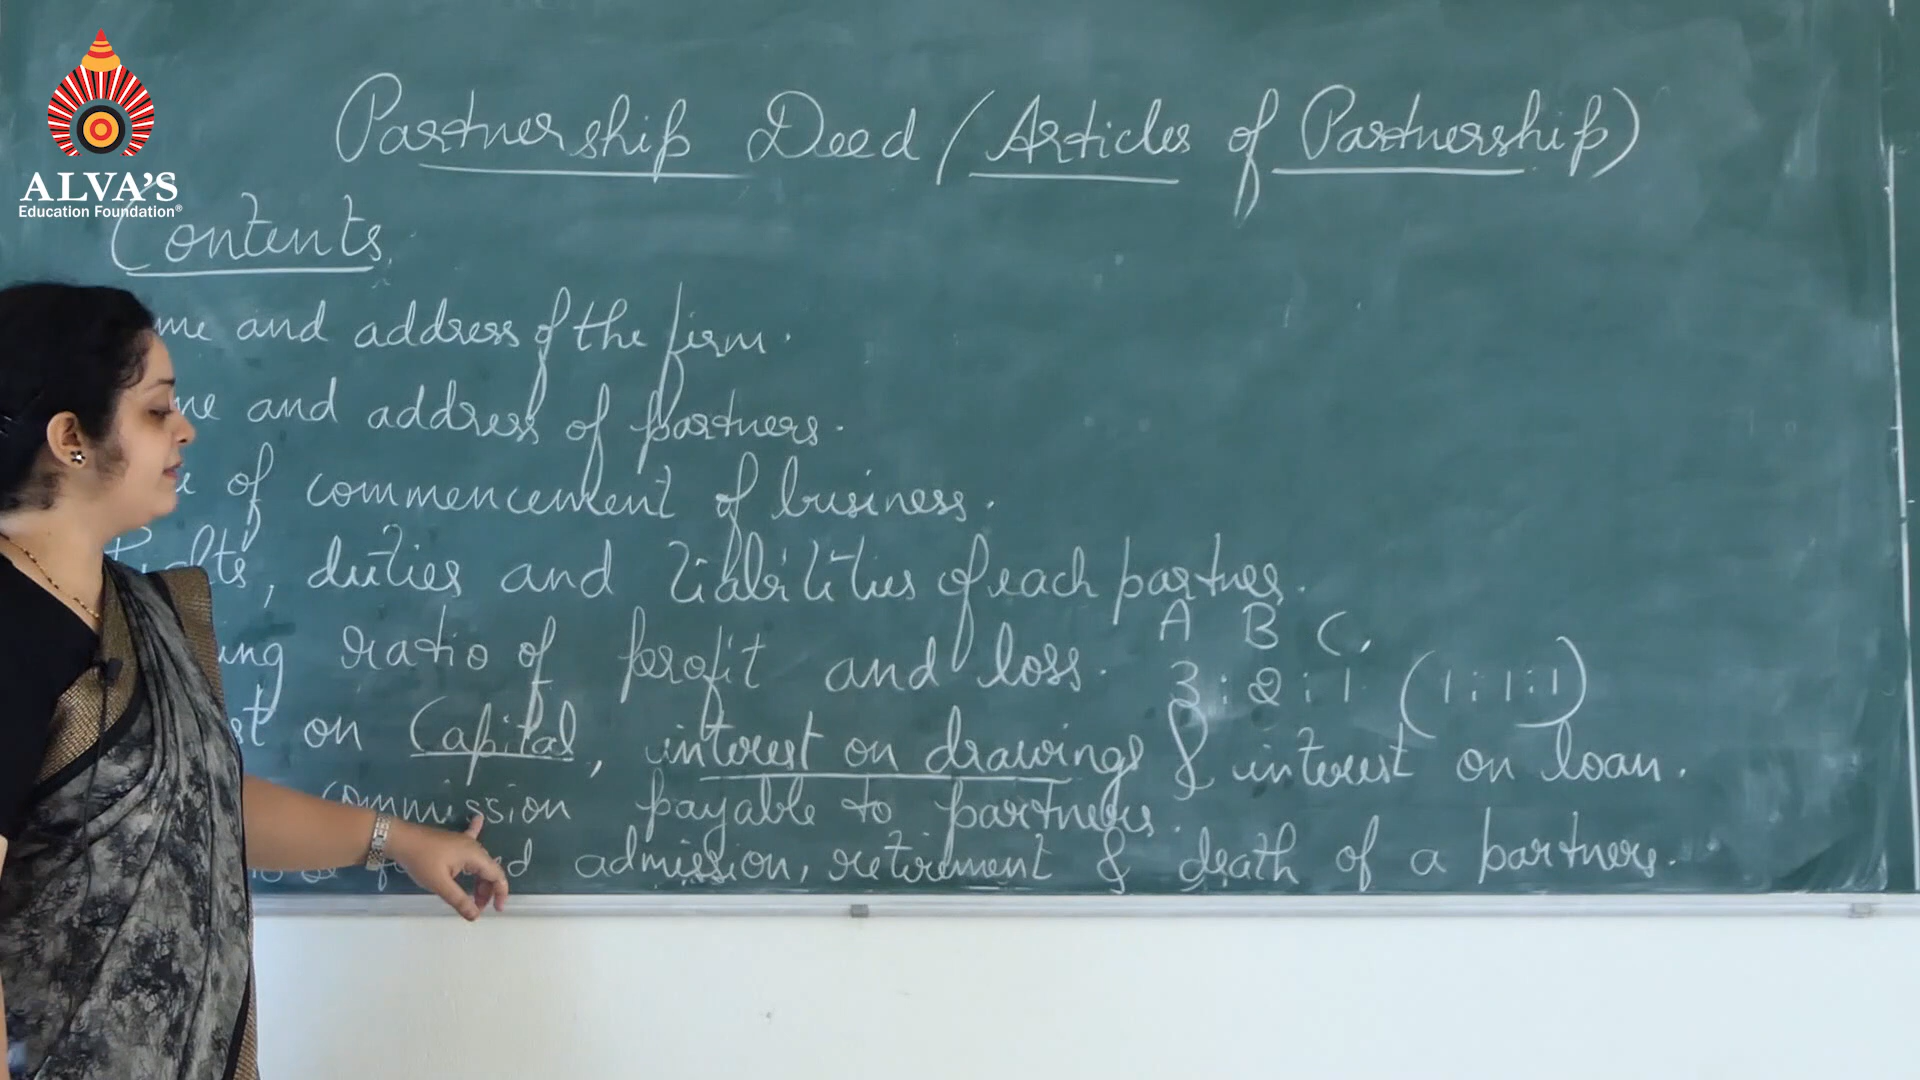 ALVA'S
Education Foundation®
Partnership Deed (Articles of Partnership)
Contents
and address of the firm.
and address of partners.
of commencement of business.
duties and liabilities of each partner.
A B C,
ratio of profit and loss. 3 : 2 : 1 (1 : 1 : 1)
on Capital, interest on drawings & interest on loan.
commission payable to partners.
admission, retirement & death of a partner.